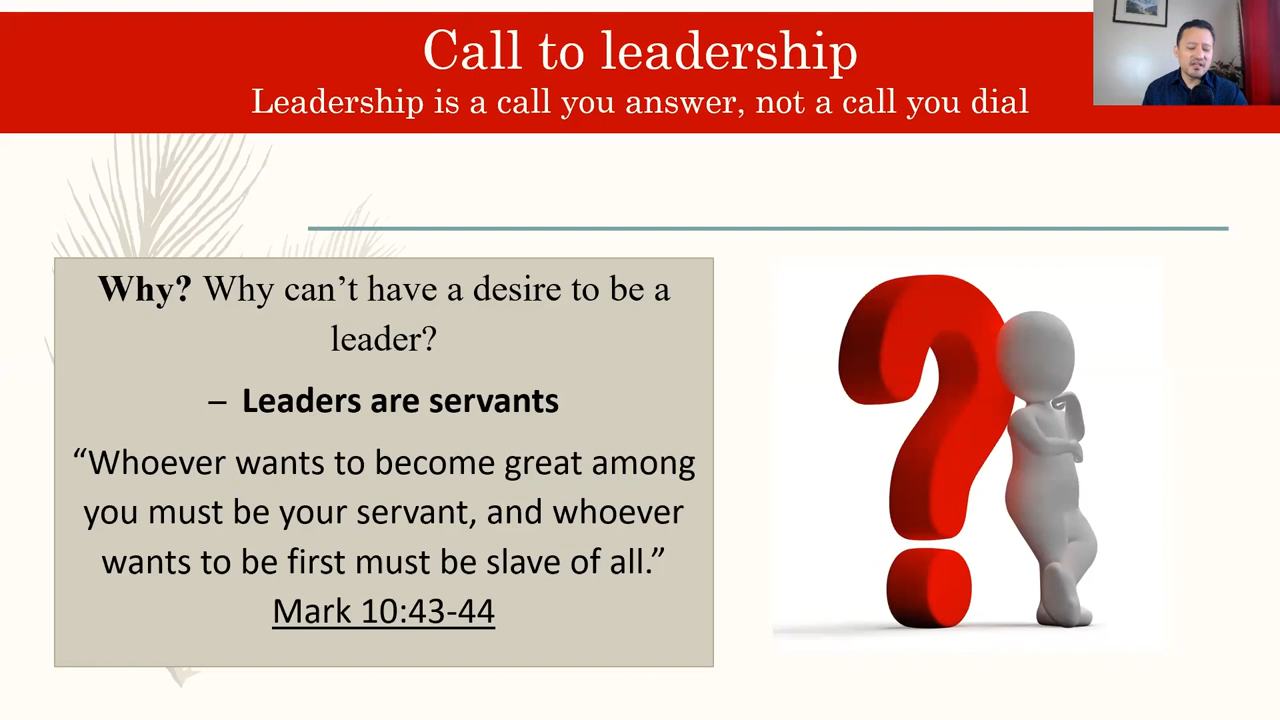 Call to leadership
Leadership is a call you answer, not a call you dial
Why? Why can’t have a desire to be a
leader?
– Leaders are servants
“Whoever wants to become great among
you must be your servant, and whoever
wants to be first must be slave of all.”
Mark 10:43-44